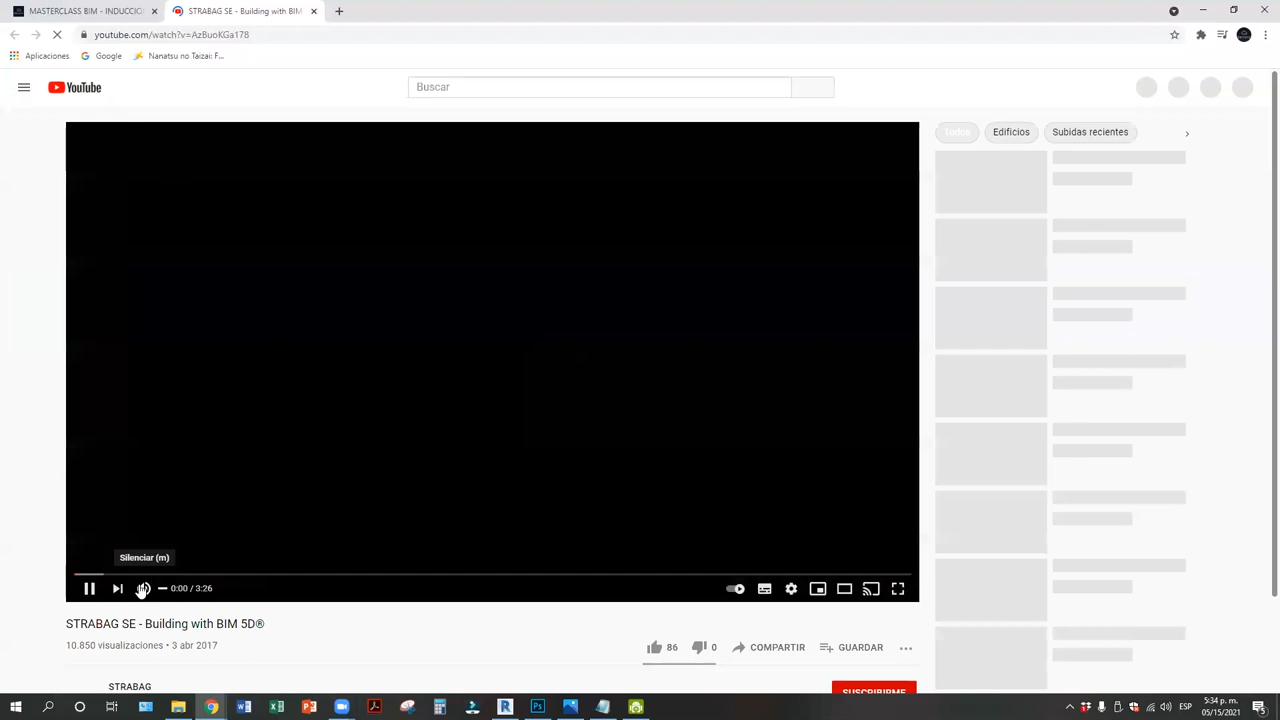 MASTERCLASS BIM - INDUCCIO
STRABAG SE - Building with BIM
youtube.com/watch?v=AzBuoKGa178
Aplicaciones
Google
Nanatsu no Taizai: F...
YouTube
Buscar
Todos
Edificios
Subidas recientes
Silenciar (m)
0:00 / 3:26
STRABAG SE - Building with BIM 5D®
10.850 visualizaciones • 3 abr 2017
86
0
COMPARTIR
GUARDAR
STRABAG
SUSCRIBIRME
ESP
5:34 p. m.
05/15/2021